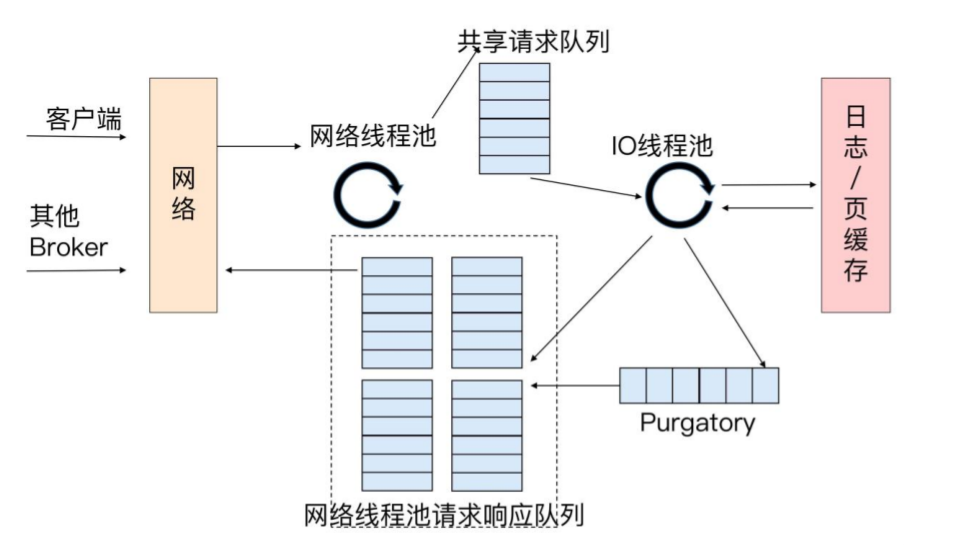 共享请求队列
客户端
网络线程池
IO线程池
网
络
日
志
/
页
缓
存
其他
Broker
Purgatory
网络线程池请求响应队列